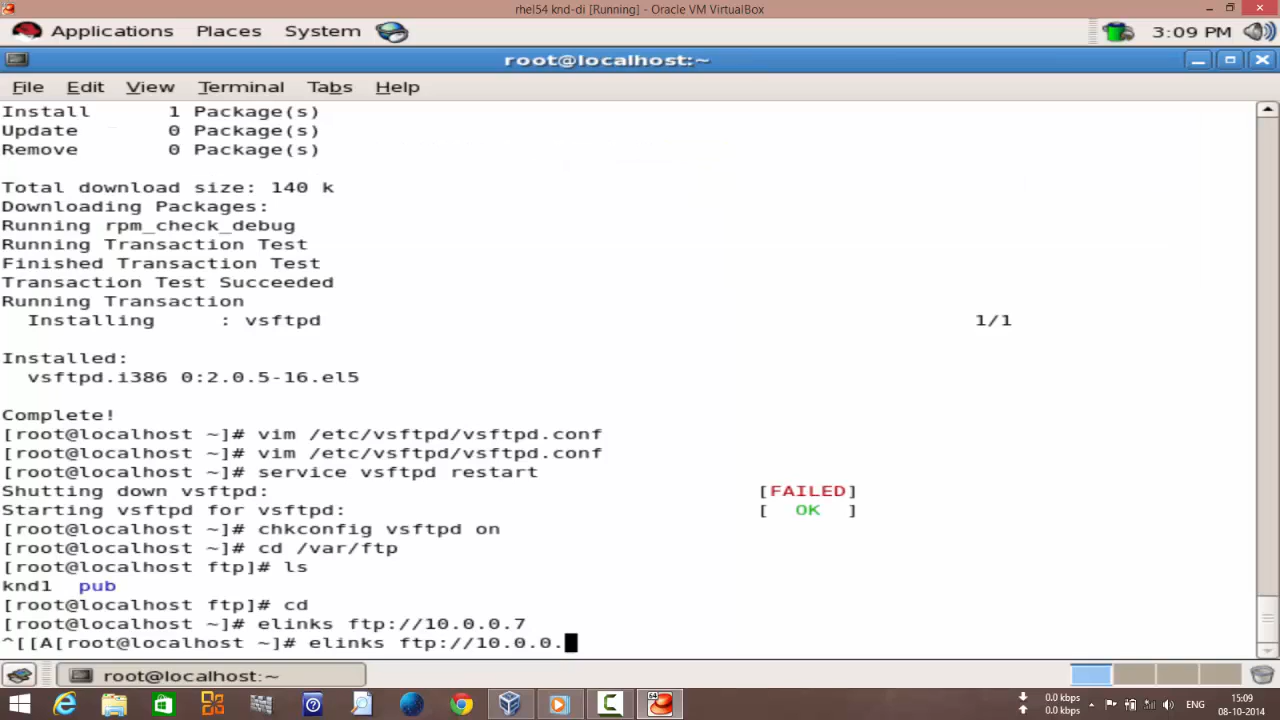 rhel54 knd-di [Running] - Oracle VM VirtualBox
Applications Places System 3:09 PM
root@localhost:~
File Edit View Terminal Tabs Help
Install 1 Package(s)
Update 0 Package(s)
Remove 0 Package(s)
Total download size: 140 k
Downloading Packages:
Running rpm_check_debug
Running Transaction Test
Finished Transaction Test
Transaction Test Succeeded
Running Transaction
Installing : vsftpd 1/1
Installed:
vsftpd.i386 0:2.0.5-16.el5
Complete!
[root@localhost ~]# vim /etc/vsftpd/vsftpd.conf
[root@localhost ~]# vim /etc/vsftpd/vsftpd.conf
[root@localhost ~]# service vsftpd restart
Shutting down vsftpd: [FAILED]
Starting vsftpd for vsftpd: [ OK ]
[root@localhost ~]# chkconfig vsftpd on
[root@localhost ~]# cd /var/ftp
[root@localhost ftp]# ls
knd1 pub
[root@localhost ftp]# cd
[root@localhost ~]# elinks ftp://10.0.0.7
^[[A[root@localhost ~]# elinks ftp://10.0.0.
root@localhost:~
0.0 kbps
0.0 kbps
ENG
15:09
08-10-2014